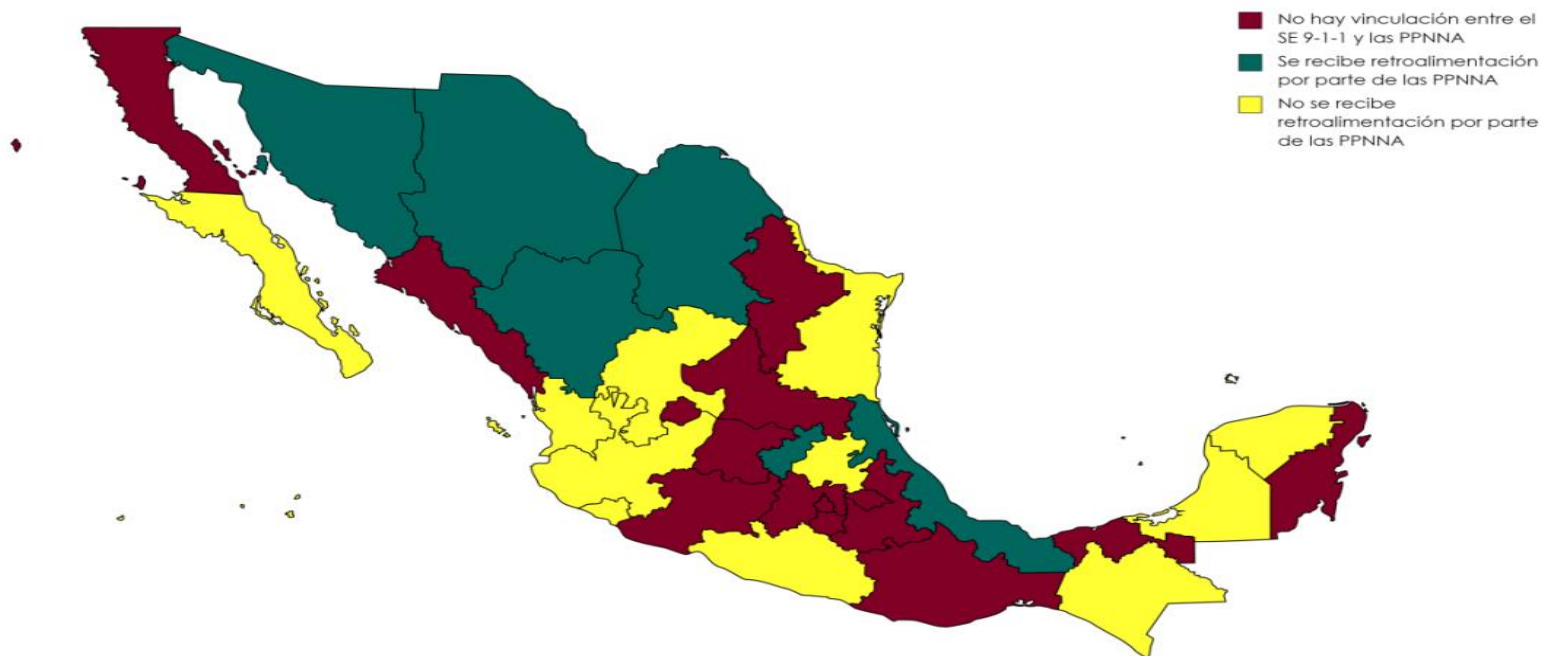 No hay vinculación entre el
SE 9-1-1 y las PPNNA
Se recibe retroalimentación
por parte de las PPNNA
No se recibe
retroalimentación por parte
de las PPNNA